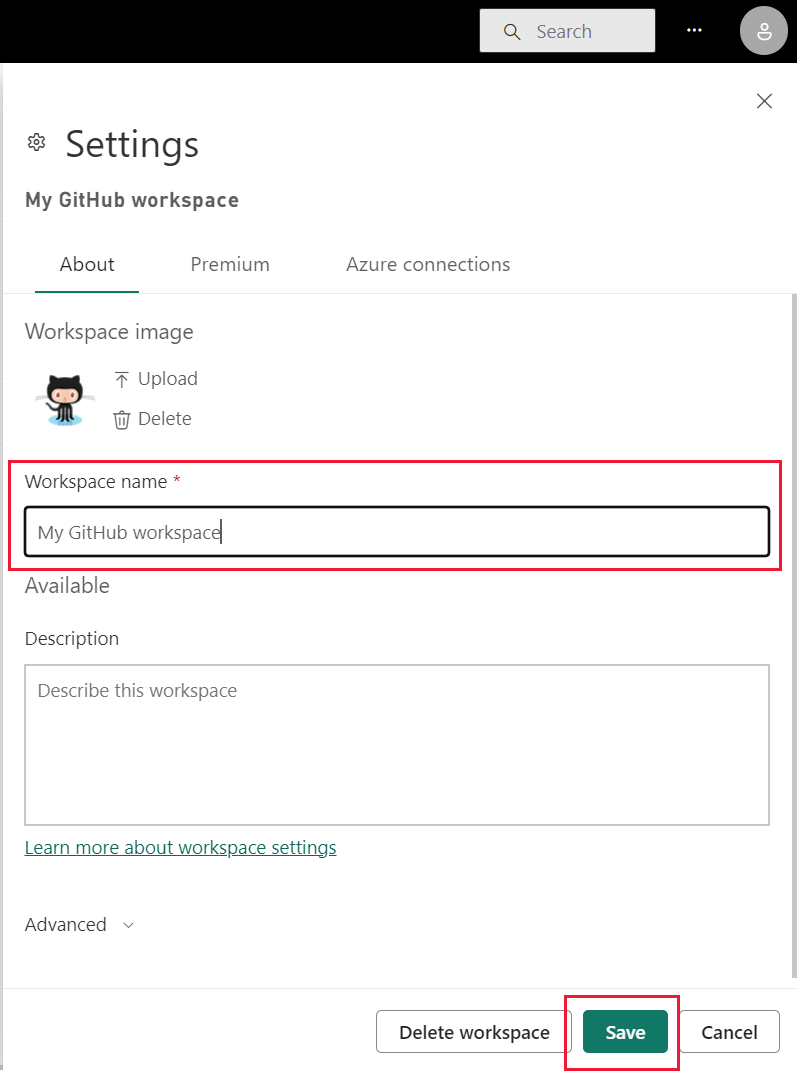 Search
Settings
My GitHub workspace
About Premium Azure connections
Workspace image
Upload
Delete
Workspace name *
My GitHub workspace
Available
Description
Describe this workspace
Learn more about workspace settings
Advanced
Delete workspace Save Cancel